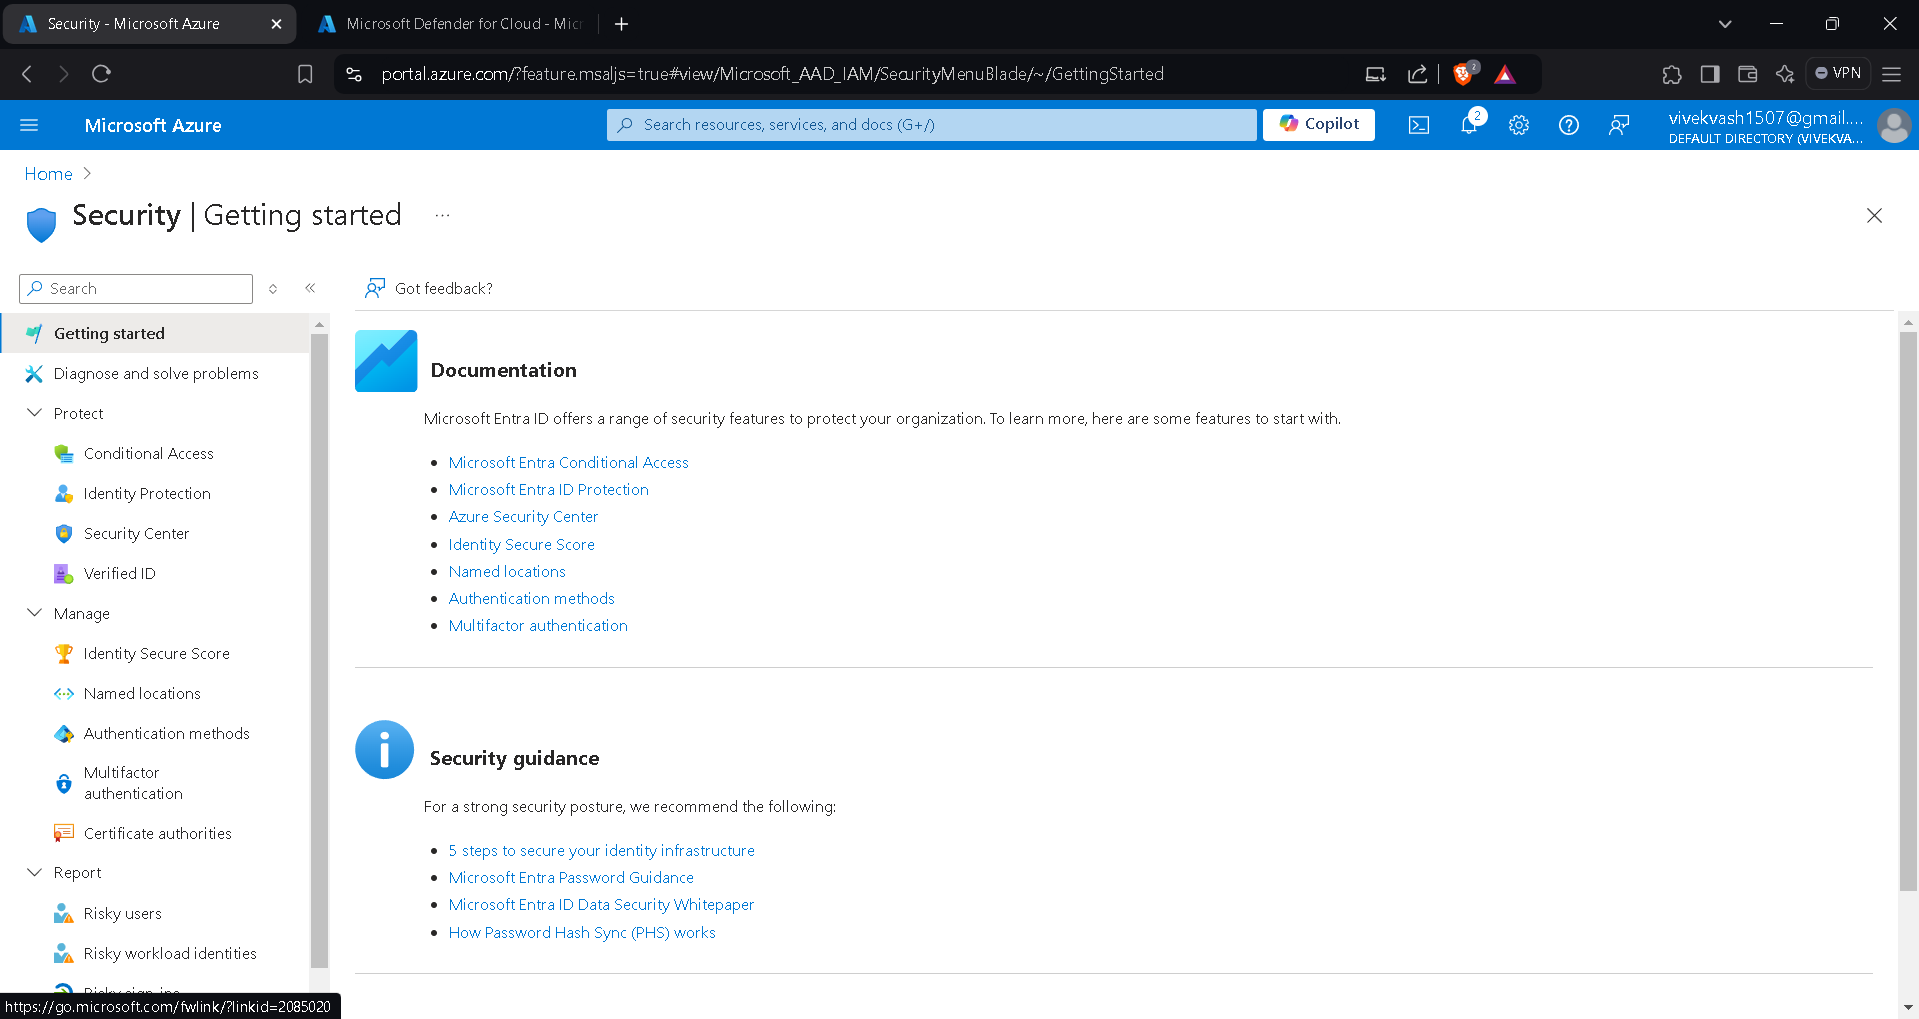 Security - Microsoft Azure
Microsoft Defender for Cloud - Micr
portal.azure.com/?feature.msaljs=true#view/Microsoft_AAD_IAM/SecurityMenuBlade/~/GettingStarted
2
VPN
Microsoft Azure
Search resources, services, and docs (G+/)
Copilot
2
vivekvash1507@gmail....
DEFAULT DIRECTORY (VIVEKVA...
Home
Security | Getting started
...
Search
Got feedback?
Getting started
Diagnose and solve problems
Protect
Conditional Access
Identity Protection
Security Center
Verified ID
Manage
Identity Secure Score
Named locations
Authentication methods
Multifactor
authentication
Certificate authorities
Report
Risky users
Risky workload identities
Risky sign-ins
https://go.microsoft.com/fwlink/?linkid=2085020
Documentation
Microsoft Entra ID offers a range of security features to protect your organization. To learn more, here are some features to start with.
Microsoft Entra Conditional Access
Microsoft Entra ID Protection
Azure Security Center
Identity Secure Score
Named locations
Authentication methods
Multifactor authentication
Security guidance
For a strong security posture, we recommend the following:
5 steps to secure your identity infrastructure
Microsoft Entra Password Guidance
Microsoft Entra ID Data Security Whitepaper
How Password Hash Sync (PHS) works